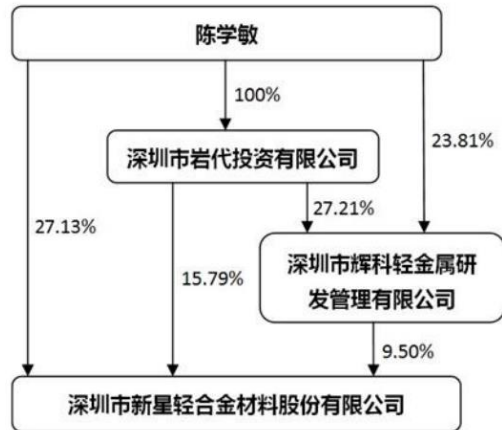 陈学敏
100%
深圳市岩代投资有限公司
23.81%
27.13%
27.21%
15.79%
深圳市辉科轻金属研
发管理有限公司
9.50%
深圳市新星轻合金材料股份有限公司